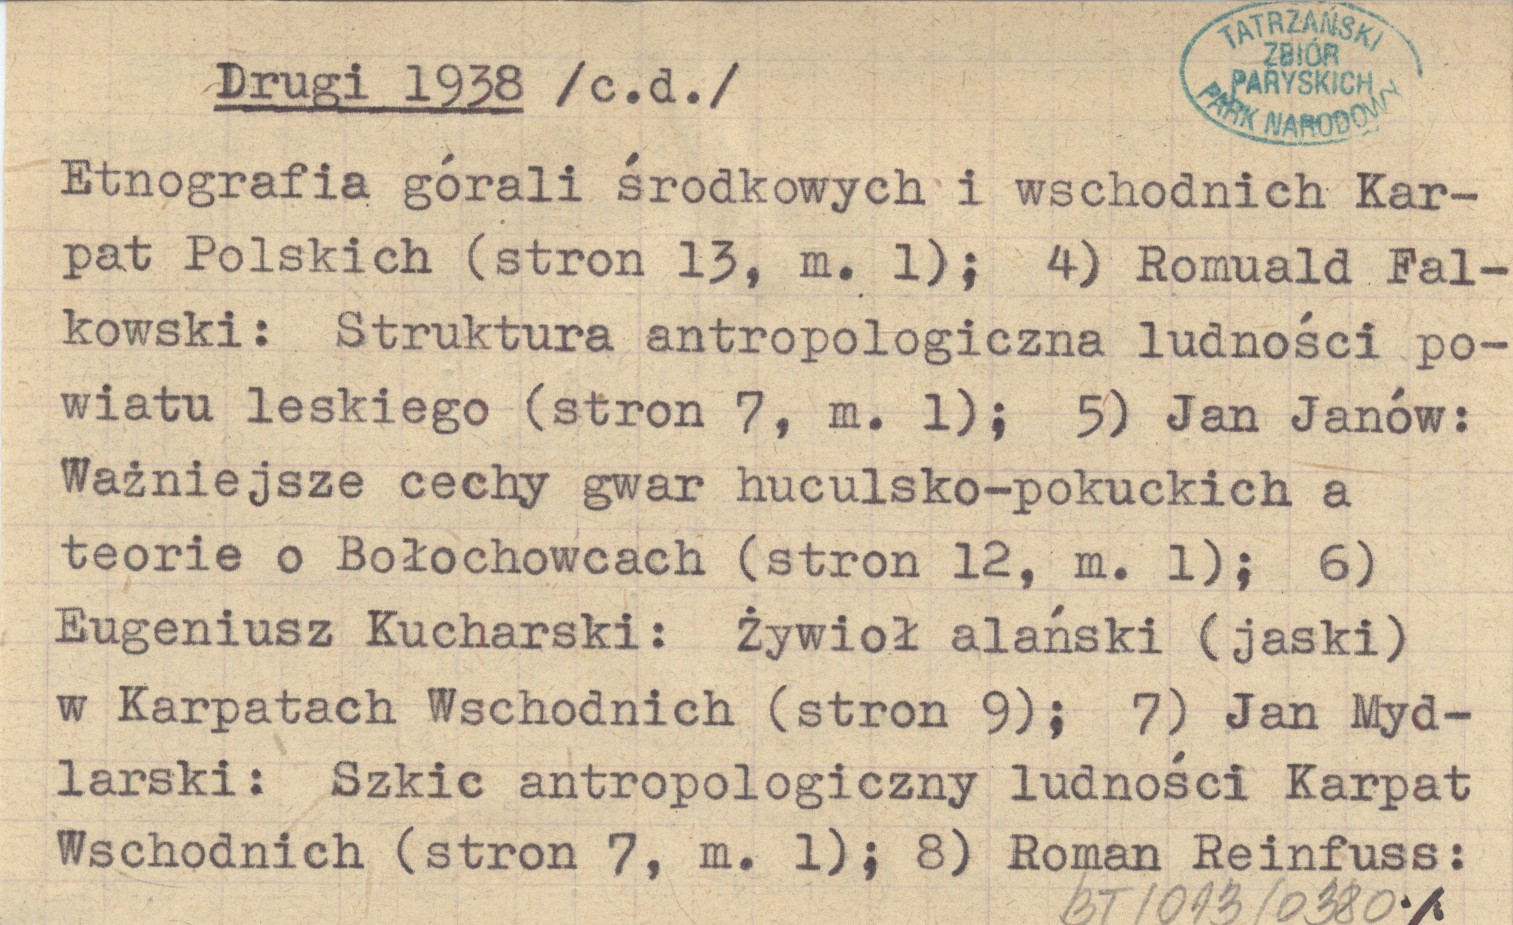 TATRZAŃSKI
ZBIÓR
PARYSKICH
PARK NARODOWY
Drugi 1938 /c.d./
Etnografia górali środkowych i wschodnich Kar-
pat Polskich (stron 13, m. 1); 4) Romuald Fal-
kowski: Struktura antropologiczna ludności po-
wiatu leskiego (stron 7, m. 1); 5) Jan Janów:
Ważniejsze cechy gwar huculsko-pokuckich a
teorie o Bołochowcach (stron 12, m. 1); 6)
Eugeniusz Kucharski: Żywioł alański (jaski)
w Karpatach Wschodnich (stron 9); 7) Jan Myd-
larski: Szkic antropologiczny ludności Karpat
Wschodnich (stron 7, m. 1); 8) Roman Reinfuss:
BT/013/0380 ./.